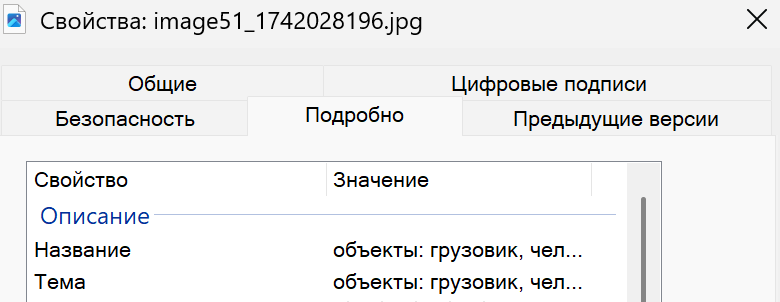 Свойства: image51_1742028196.jpg
Общие Цифровые подписи
Безопасность Подробно Предыдущие версии
Свойство Значение
Описание
Название объекты: грузовик, чел...
Тема объекты: грузовик, чел...